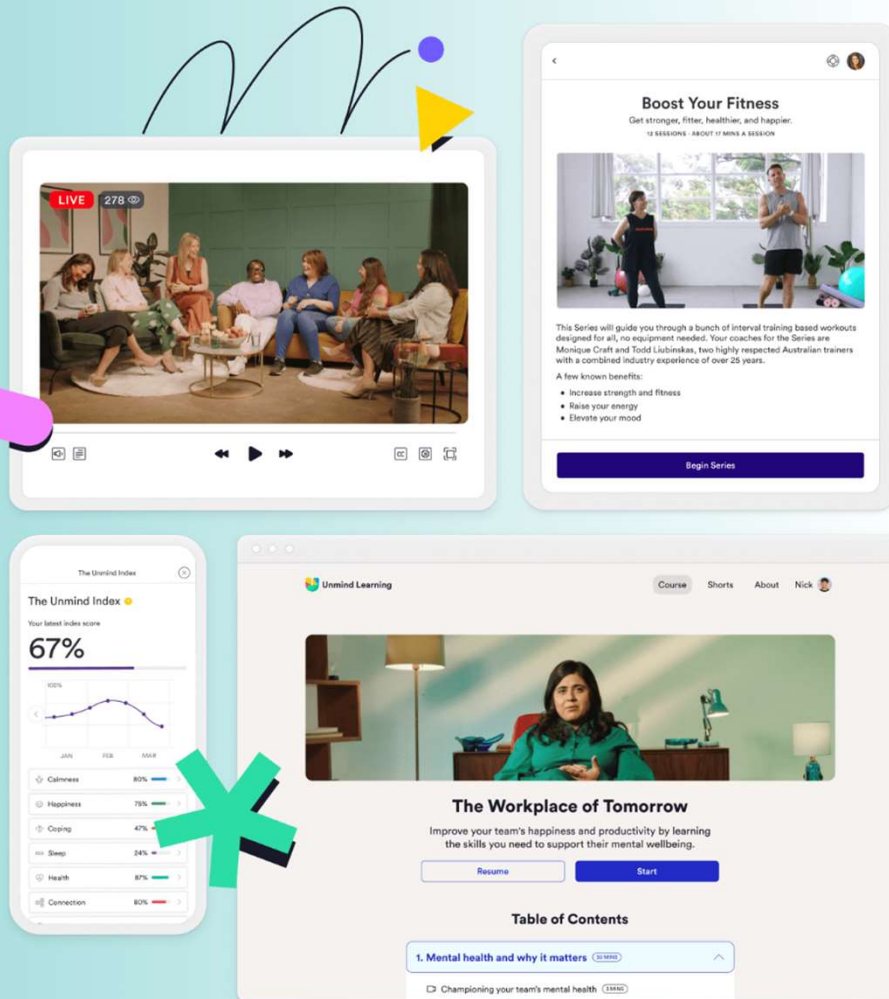 LIVE
278
Boost Your Fitness
Get stronger, fitter, healthier, and happier.
12 SESSIONS · ABOUT 17 MINS A SESSION
This Series will guide you through a bunch of interval training based workouts
designed for all, no equipment needed. Your coaches for the Series are
Monique Craft and Todd Liubinskas, two highly respected Australian trainers
with a combined industry experience of over 25 years.
A few known benefits:
• Increase strength and fitness
• Raise your energy
• Elevate your mood
Begin Series
CC
The Unmind Index
The Unmind Index
Your latest index score
67%
100%
JAN FEB MAR
Calmness 80%
Happiness 75%
Coping 47%
Sleep 24%
Health 87%
Connection 80%
Unmind Learning
Course Shorts About Nick
The Workplace of Tomorrow
Improve your team's happiness and productivity by learning
the skills you need to support their mental wellbeing.
Resume Start
Table of Contents
1. Mental health and why it matters
Championing your team's mental health